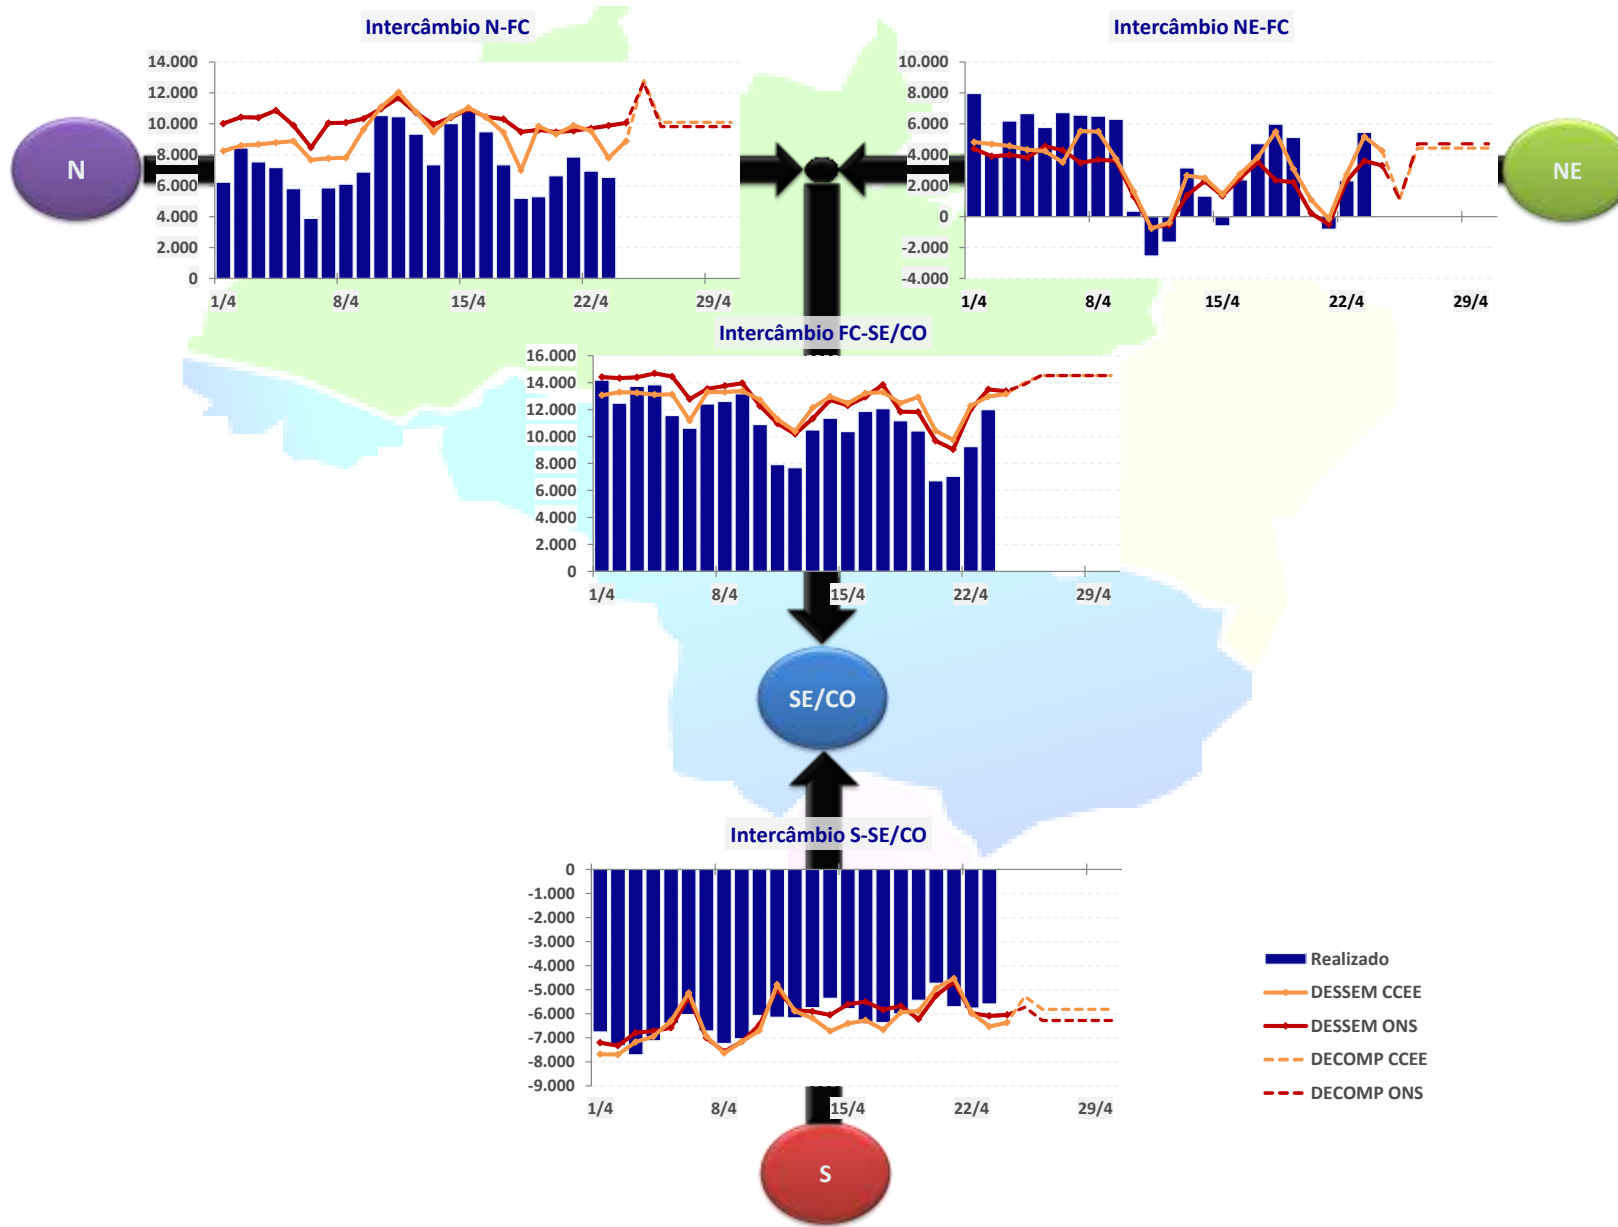 Intercâmbio N-FC
14.000
12.000
10.000
8.000
6.000
4.000
2.000
0
1/4 8/4 15/4 22/4 29/4
Intercâmbio NE-FC
10.000
8.000
6.000
4.000
2.000
0
-2.000
-4.000
1/4 8/4 15/4 22/4 29/4
N
NE
Intercâmbio FC-SE/CO
16.000
14.000
12.000
10.000
8.000
6.000
4.000
2.000
0
1/4 8/4 15/4 22/4 29/4
SE/CO
Intercâmbio S-SE/CO
0
-1.000
-2.000
-3.000
-4.000
-5.000
-6.000
-7.000
-8.000
-9.000
1/4 8/4 15/4 22/4 29/4
Realizado
DESSEM CCEE
DESSEM ONS
DECOMP CCEE
DECOMP ONS
S